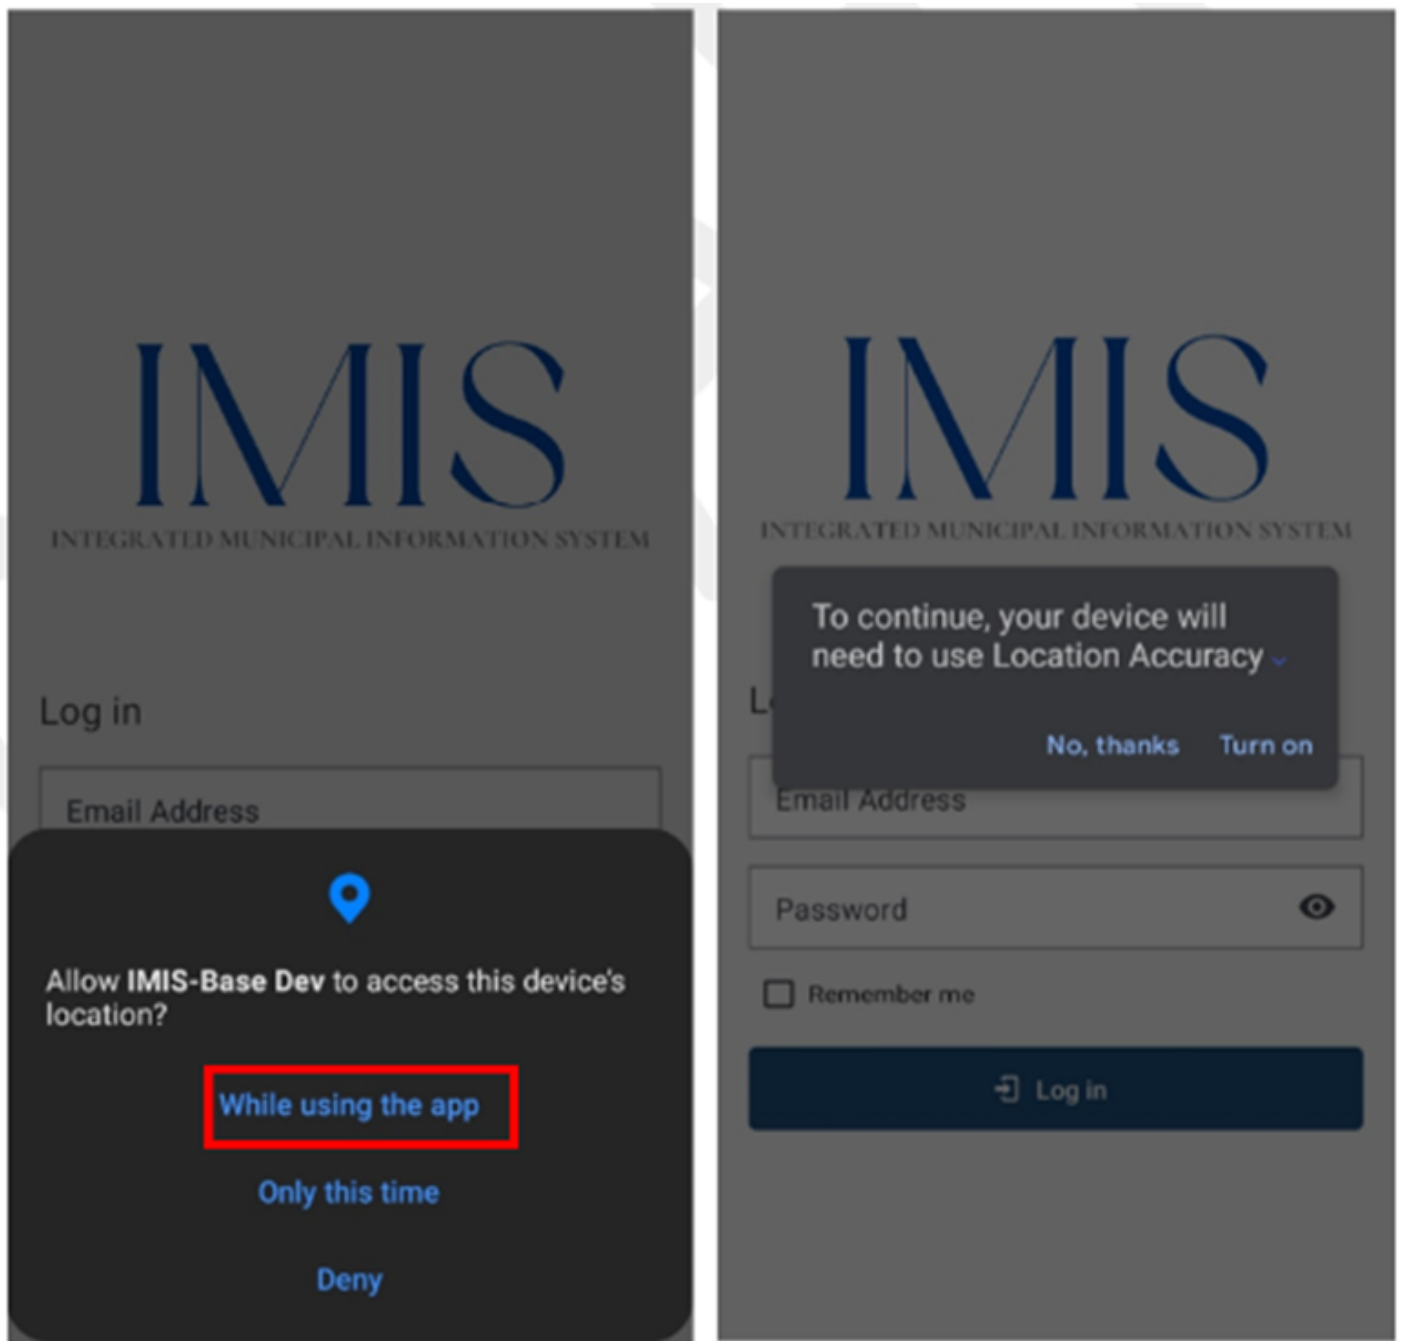 IMIS
INTEGRATED MUNICIPAL INFORMATION SYSTEM
Log in
Email Address
Allow IMIS-Base Dev to access this device's
location?
While using the app
Only this time
Deny
IMIS
INTEGRATED MUNICIPAL INFORMATION SYSTEM
To continue, your device will
need to use Location Accuracy
No, thanks Turn on
Email Address
Password
Remember me
Log in